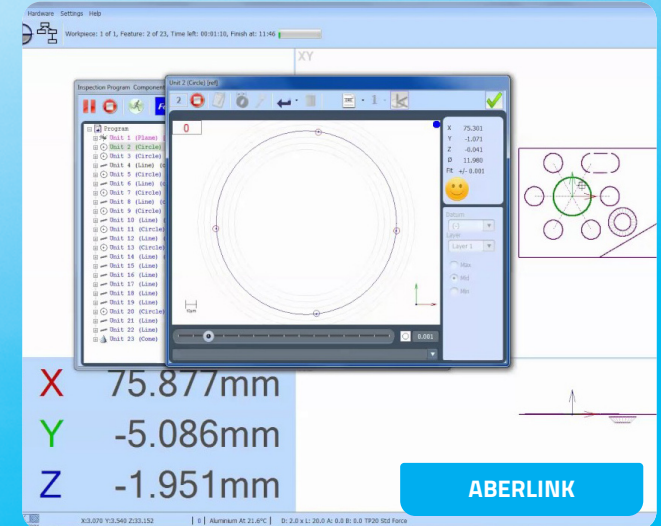 Hardware Settings Help
Workpiece: 1 of 1, Feature: 2 of 23, Time left: 00:01:10, Finish at: 11:46
XY
Inspection Program Component
Unit 2 (Circle) [ref]
2
1
0
Program
Unit 1 (Plane)
Unit 2 (Circle)
Unit 3 (Circle)
Unit 4 (Line)
Unit 5 (Circle)
Unit 6 (Line)
Unit 7 (Circle)
Unit 8 (Line)
Unit 9 (Circle)
Unit 10 (Line)
Unit 11 (Circle)
Unit 12 (Line)
Unit 13 (Circle)
Unit 14 (Line)
Unit 15 (Line)
Unit 16 (Line)
Unit 17 (Line)
Unit 18 (Line)
Unit 19 (Line)
Unit 20 (Circle)
Unit 21 (Line)
Unit 22 (Line)
Unit 23 (Cone)
X 75.361
Y -1.071
Z -0.041
Ø 11.980
Fit +/- 0.001
Datum
(-)
Layer
Layer 1
Max
Mid
Min
0.001
X 75.877mm
Y -5.086mm
Z -1.951mm
ABERLINK
X:3.070 Y:3.540 Z:33.152 | 0 | Aluminium At 21.6°C | D: 2.0 x L: 20.0 A: 0.0 B: 0.0 TP20 Std Force